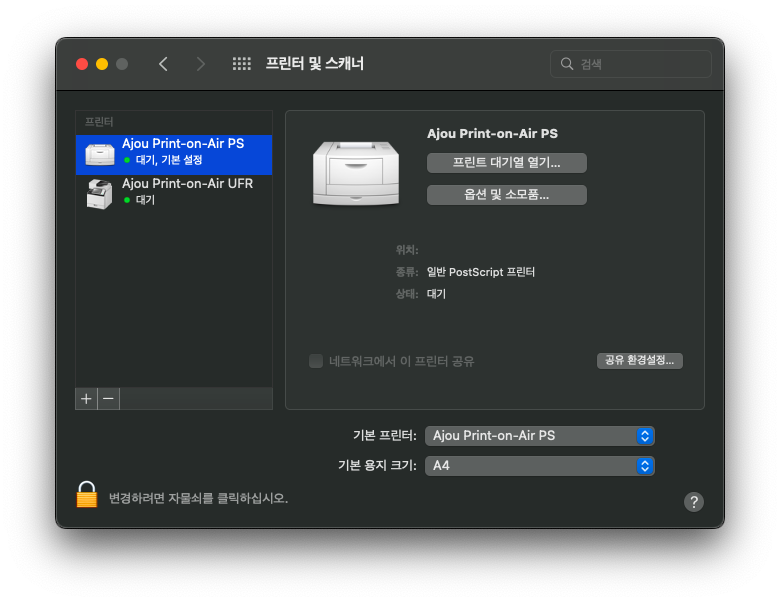 프린터 및 스캐너
검색
프린터
Ajou Print-on-Air PS
대기, 기본 설정
Ajou Print-on-Air UFR
대기
Ajou Print-on-Air PS
프린트 대기열 열기...
옵션 및 소모품...
위치:
종류: 일반 PostScript 프린터
상태: 대기
네트워크에서 이 프린터 공유
공유 환경설정...
기본 프린터: Ajou Print-on-Air PS
기본 용지 크기: A4
변경하려면 자물쇠를 클릭하십시오.
?